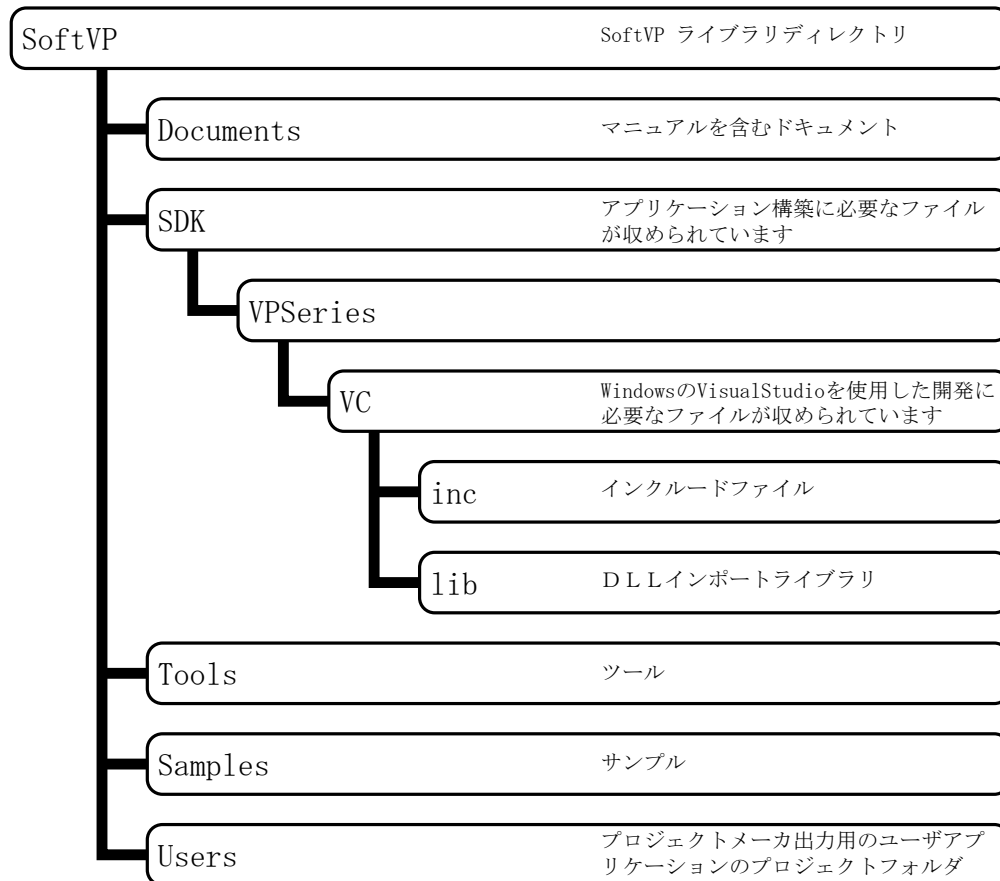 SoftVP
SoftVP ライブラリディレクトリ
Documents
マニュアルを含むドキュメント
SDK
アプリケーション構築に必要なファイル
が収められています
VPSeries
VC
WindowsのVisualStudioを使用した開発に
必要なファイルが収められています
inc
インクルードファイル
lib
ＤＬＬインポートライブラリ
Tools
ツール
Samples
サンプル
Users
プロジェクトメーカ出力用のユーザアプ
リケーションのプロジェクトフォルダ